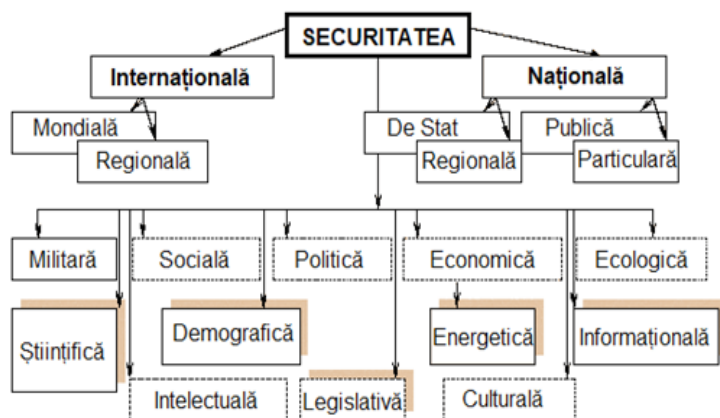 SECURITATEA
Internațională
Națională
Mondială
Regională
De Stat
Regională
Publică
Particulară
Militară
Socială
Politică
Economică
Ecologică
Științifică
Demografică
Energetică
Informațională
Intelectuală
Legislativă
Culturală